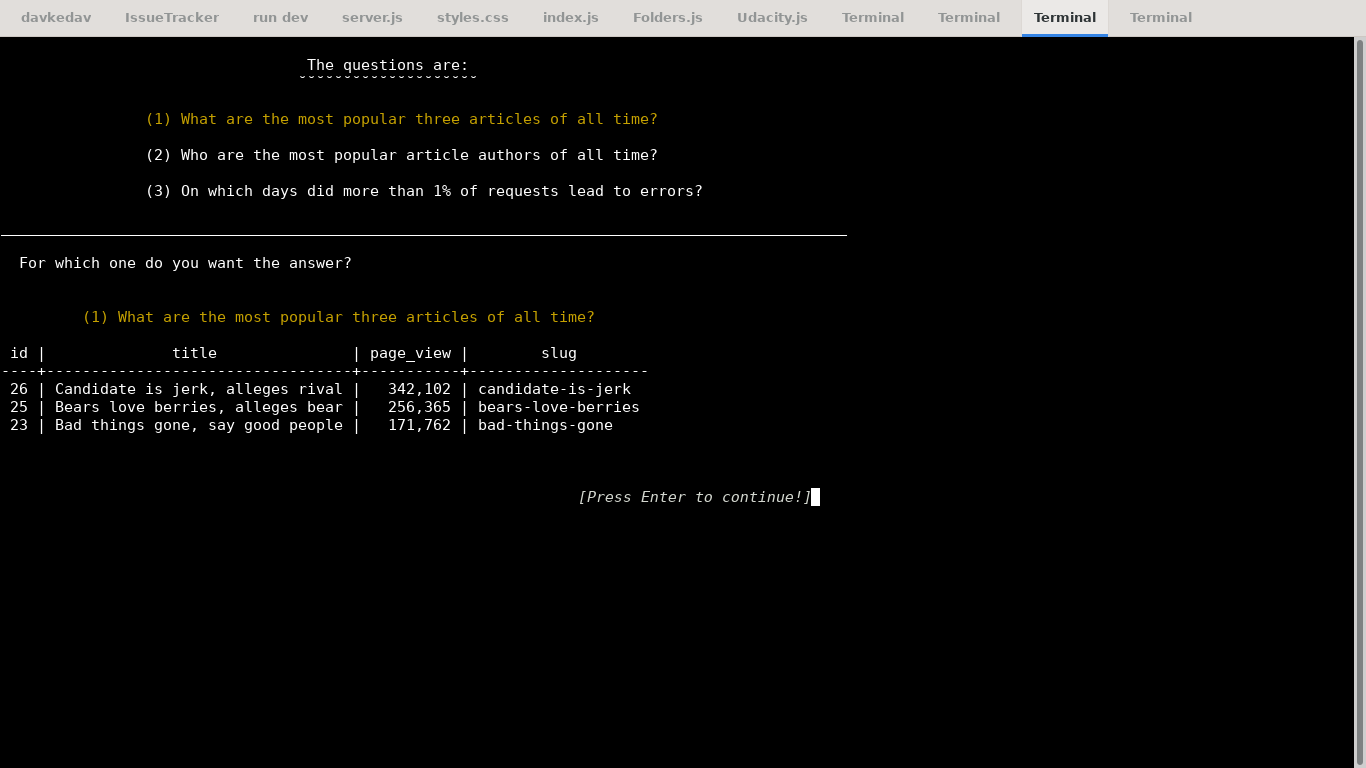 davkedav IssueTracker run dev server.js styles.css index.js Folders.js Udacity.js Terminal Terminal Terminal Terminal
The questions are:
~~~~~~~~~~~~~~~~~~~~
(1) What are the most popular three articles of all time?
(2) Who are the most popular article authors of all time?
(3) On which days did more than 1% of requests lead to errors?
For which one do you want the answer?
(1) What are the most popular three articles of all time?
id | title | page_view | slug
----+----------------------------------+-----------+--------------------
26 | Candidate is jerk, alleges rival | 342,102 | candidate-is-jerk
25 | Bears love berries, alleges bear | 256,365 | bears-love-berries
23 | Bad things gone, say good people | 171,762 | bad-things-gone
[Press Enter to continue!]